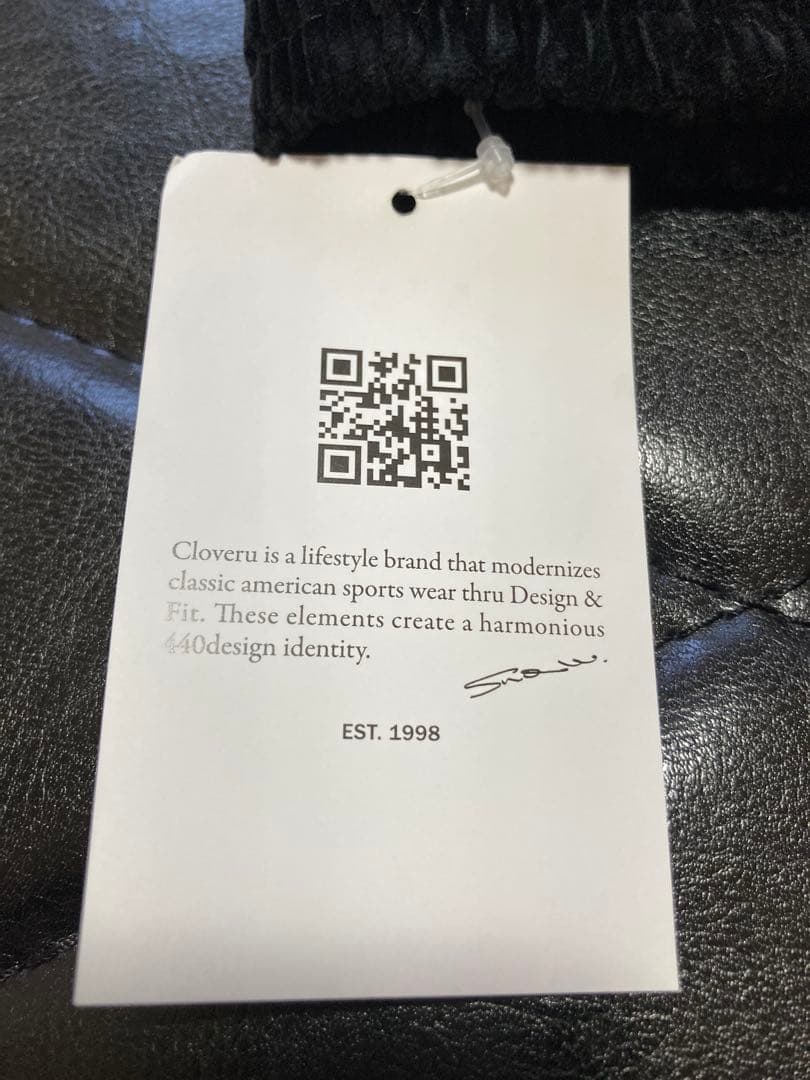 Cloveru is a lifestyle brand that modernizes
classic american sports wear thru Design &
Fit. These elements create a harmonious
440design identity.
EST. 1998